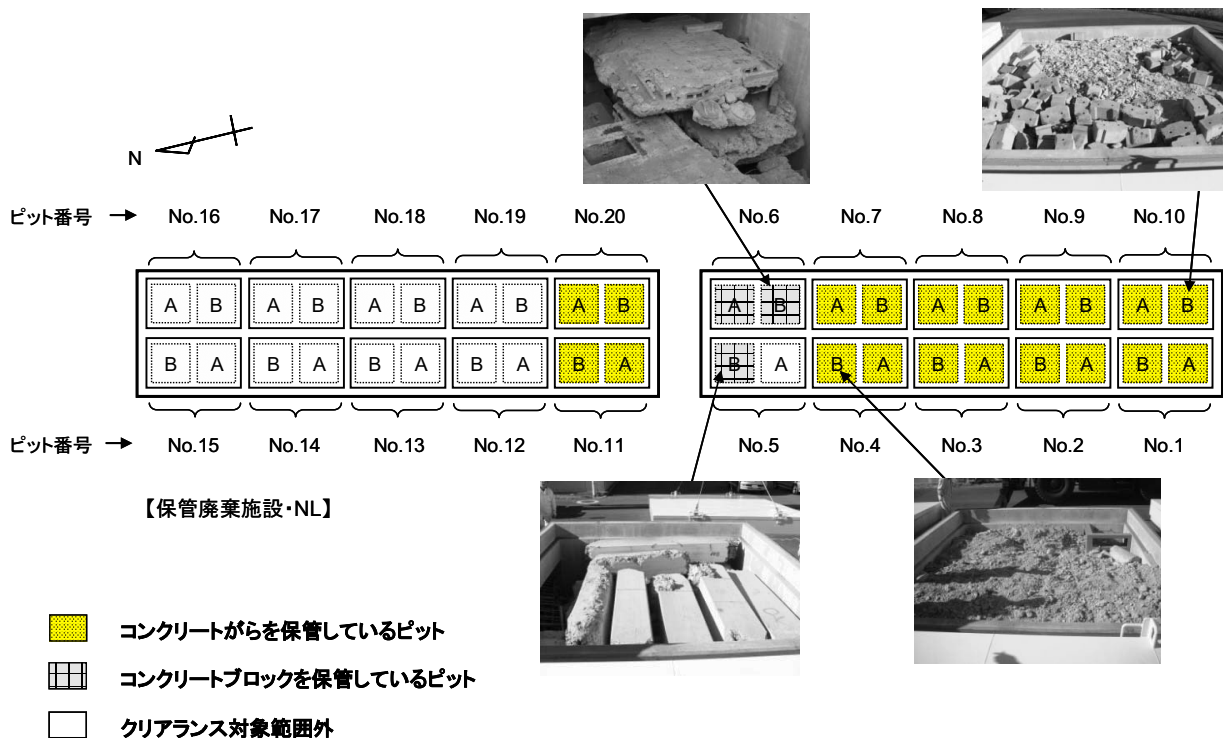 N
ピット番号 → No.16 No.17 No.18 No.19 No.20 No.6 No.7 No.8 No.9 No.10
A B A B A B A B A B A B A B A B A B A B
B A B A B A B A B A B A B A B A B A B A
ピット番号 → No.15 No.14 No.13 No.12 No.11 No.5 No.4 No.3 No.2 No.1
【保管廃棄施設・NL】
コンクリートがらを保管しているピット
コンクリートブロックを保管しているピット
クリアランス対象範囲外